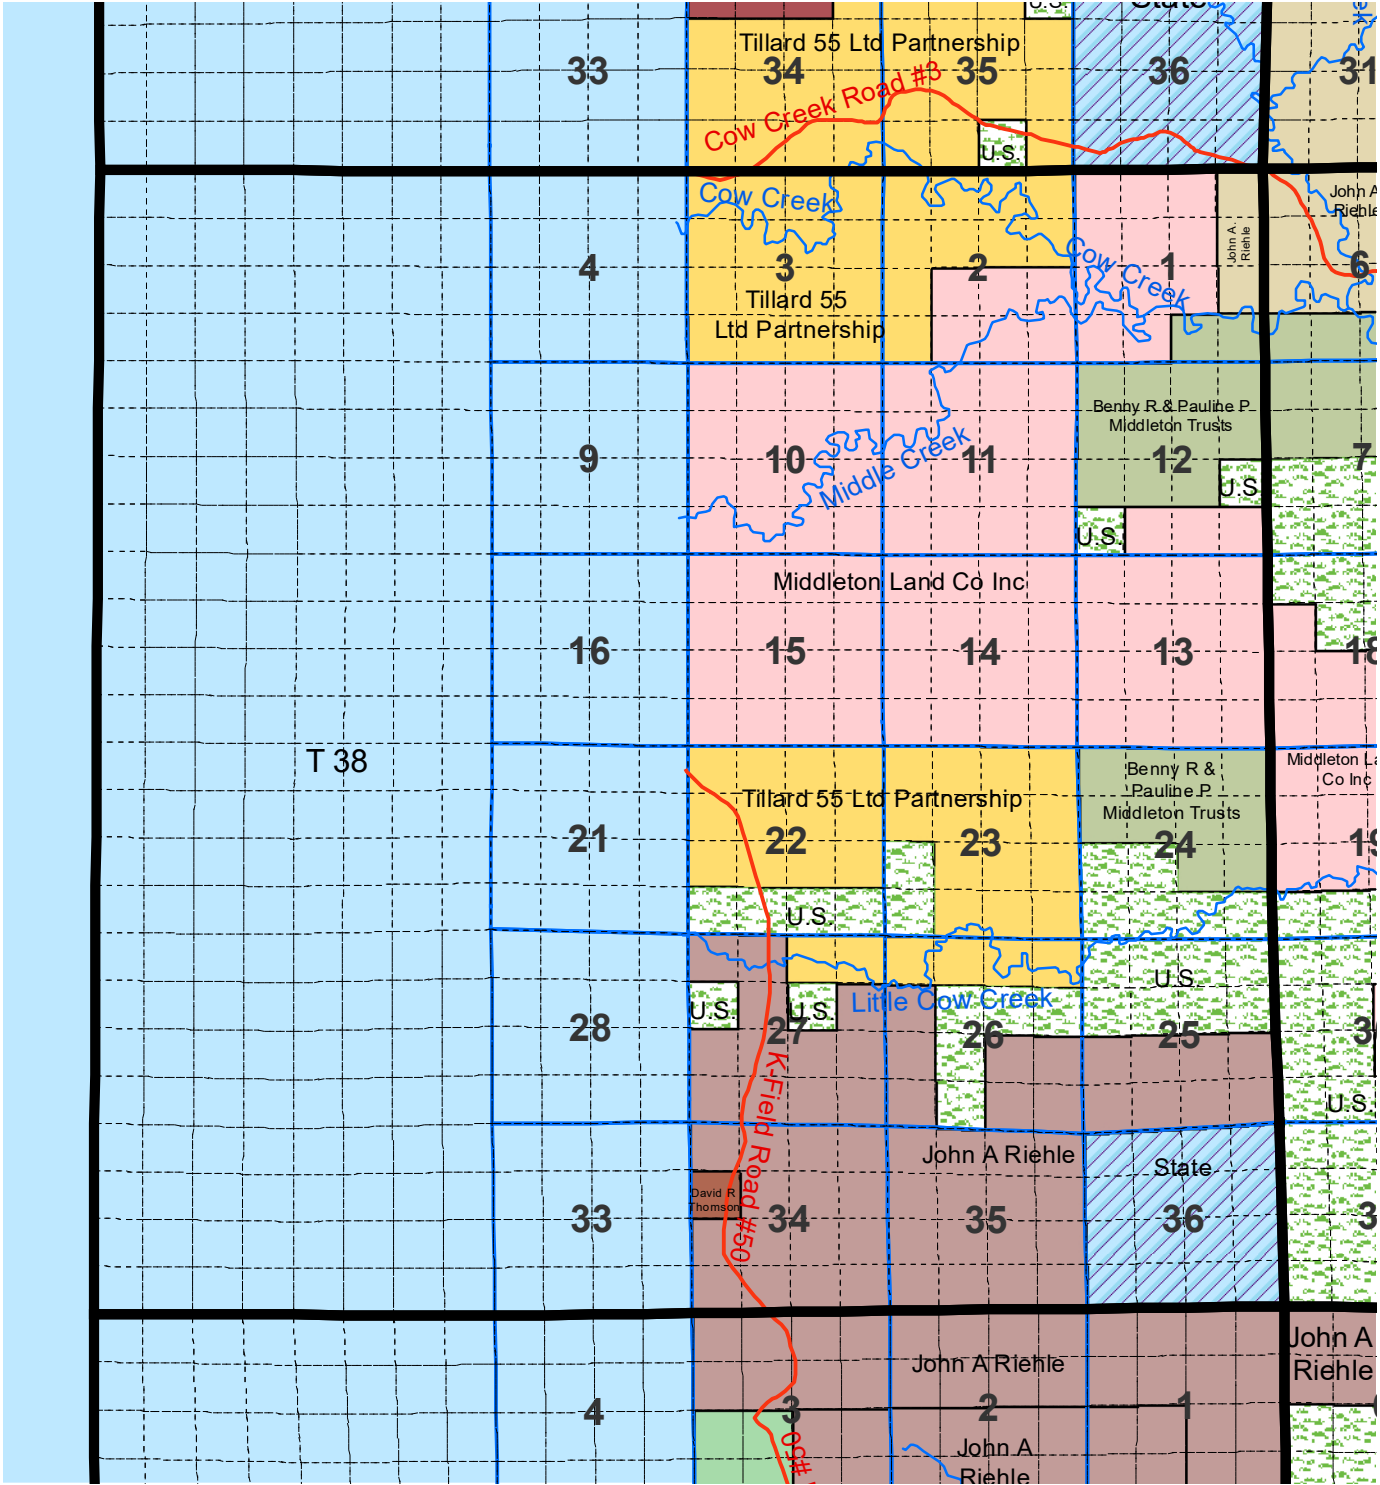 U.S.
State
Tillard 55 Ltd Partnership
33
34
35
36
31
Cow Creek Road #3
U.S.
Cow Creek
John A
Riehle
John A.
Riehle
Cow Creek
4
3
2
1
6
Tillard 55
Ltd Partnership
Benny R & Pauline P
Middleton Trusts
9
10
11
12
7
Middle Creek
U.S.
U.S.
Middleton Land Co Inc
16
15
14
13
18
T 38
Middleton La
Co Inc
Benny R &
Pauline P
Middleton Trusts
Tillard 55 Ltd Partnership
21
22
23
24
19
U.S.
U.S.
Little Cow Creek
U.S.
U.S.
28
27
26
25
3
K-Field Road #50
U.S.
John A Riehle
State
David R
Thomson
33
34
35
36
3
John A
Riehle
John A Riehle
4
3
2
1
#50
John A
Riehle